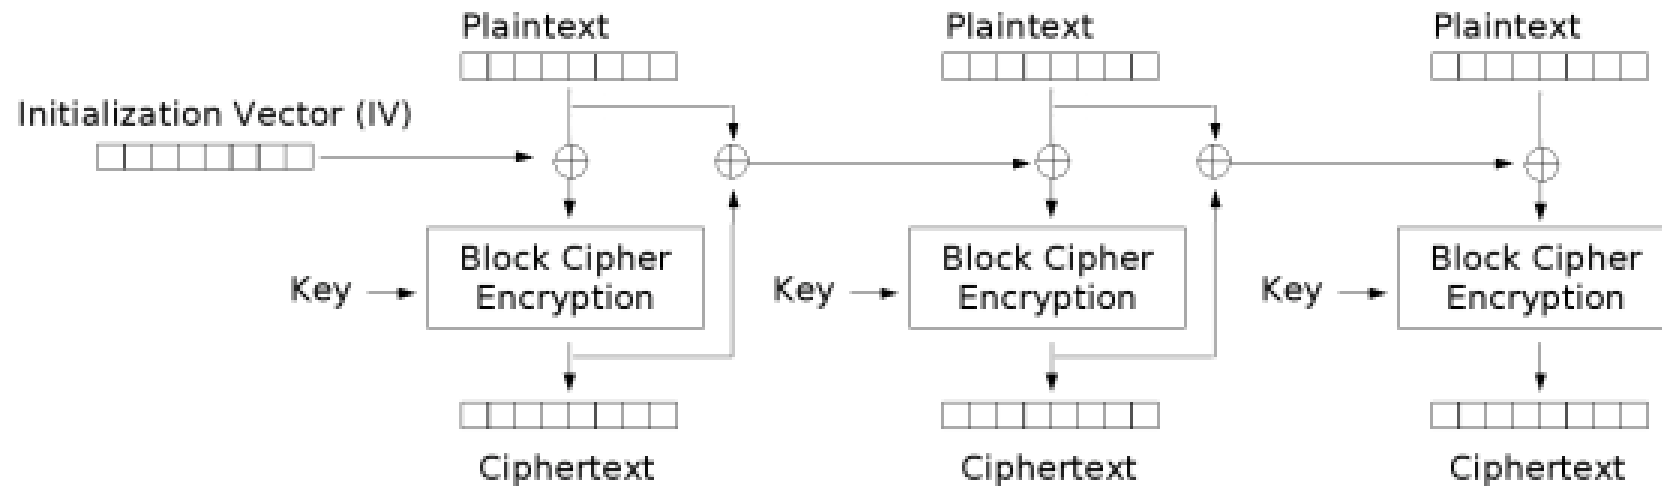 Plaintext
Plaintext
Plaintext
Initialization Vector (IV)
Key
Block Cipher
Encryption
Key
Block Cipher
Encryption
Key
Block Cipher
Encryption
Ciphertext
Ciphertext
Ciphertext